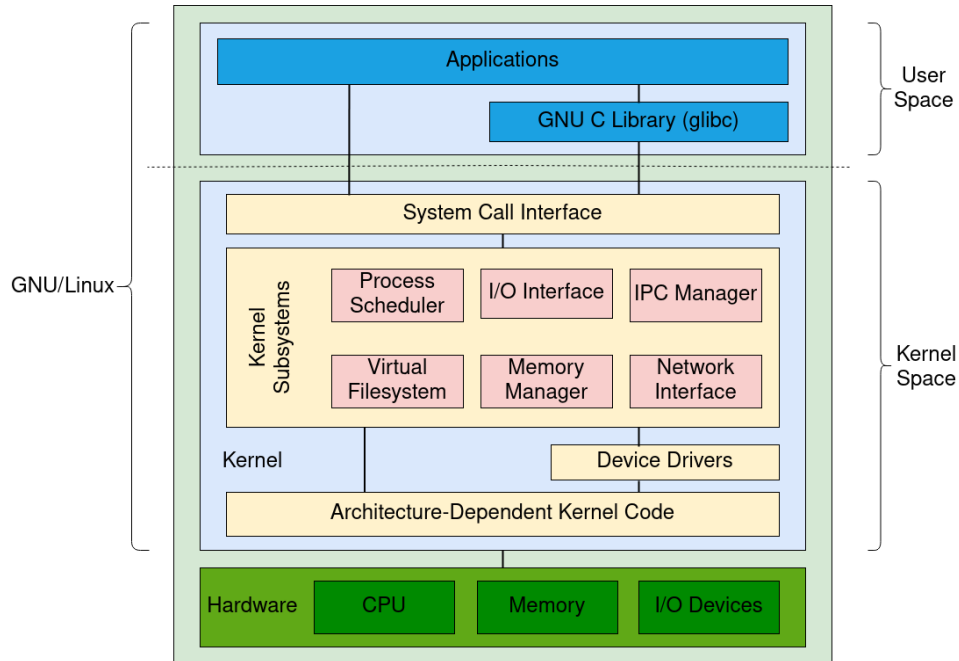 Applications
User
Space
GNU C Library (glibc)
System Call Interface
GNU/Linux
Kernel
Subsystems
Process
Scheduler
I/O Interface
IPC Manager
Virtual
Filesystem
Memory
Manager
Network
Interface
Kernel
Space
Kernel
Device Drivers
Architecture-Dependent Kernel Code
Hardware
CPU
Memory
I/O Devices